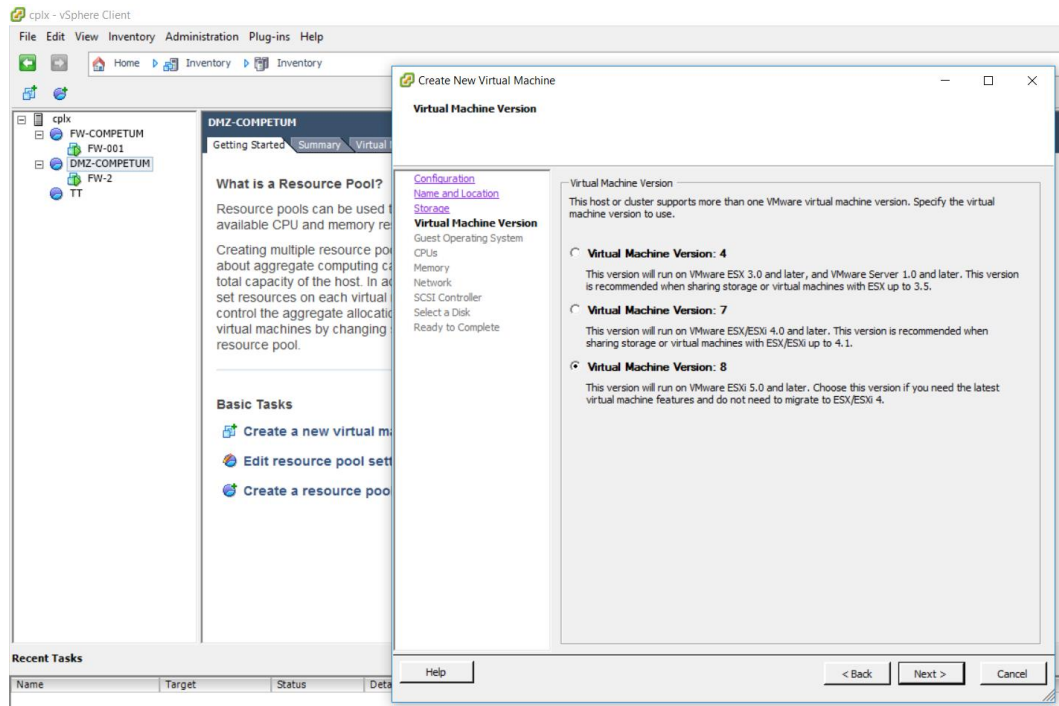 cplx - vSphere Client
File Edit View Inventory Administration Plug-ins Help
Home Inventory Inventory
cplx
FW-COMPETUM
FW-001
DMZ-COMPETUM
FW-2
TT
DMZ-COMPETUM
Getting Started Summary Virtual
What is a Resource Pool?
Resource pools can be used
available CPU and memory re
Creating multiple resource poo
about aggregate computing ca
total capacity of the host. In ad
set resources on each virtual
control the aggregate allocatio
virtual machines by changing
resource pool.
Basic Tasks
Create a new virtual ma
Edit resource pool sett
Create a resource poo
Recent Tasks
Name Target Status Deta
Create New Virtual Machine
Virtual Machine Version
Configuration
Name and Location
Storage
Virtual Machine Version
Guest Operating System
CPUs
Memory
Network
SCSI Controller
Select a Disk
Ready to Complete
Virtual Machine Version
This host or cluster supports more than one VMware virtual machine version. Specify the virtual
machine version to use.
Virtual Machine Version: 4
This version will run on VMware ESX 3.0 and later, and VMware Server 1.0 and later. This version
is recommended when sharing storage or virtual machines with ESX up to 3.5.
Virtual Machine Version: 7
This version will run on VMware ESX/ESXi 4.0 and later. This version is recommended when
sharing storage or virtual machines with ESX/ESXi up to 4.1.
Virtual Machine Version: 8
This version will run on VMware ESXi 5.0 and later. Choose this version if you need the latest
virtual machine features and do not need to migrate to ESX/ESXi 4.
Help < Back Next > Cancel